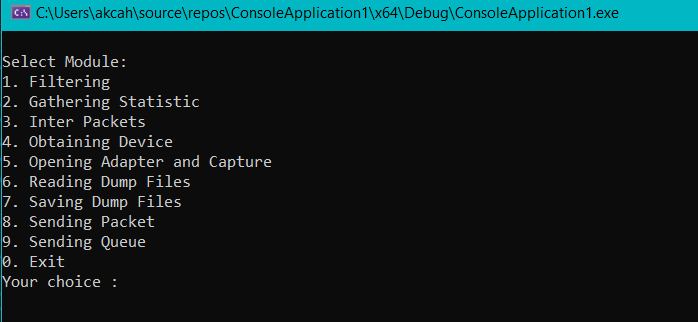 C:\Users\akcah\source\repos\ConsoleApplication1\x64\Debug\ConsoleApplication1.exe
Select Module:
1. Filtering
2. Gathering Statistic
3. Inter Packets
4. Obtaining Device
5. Opening Adapter and Capture
6. Reading Dump Files
7. Saving Dump Files
8. Sending Packet
9. Sending Queue
0. Exit
Your choice :